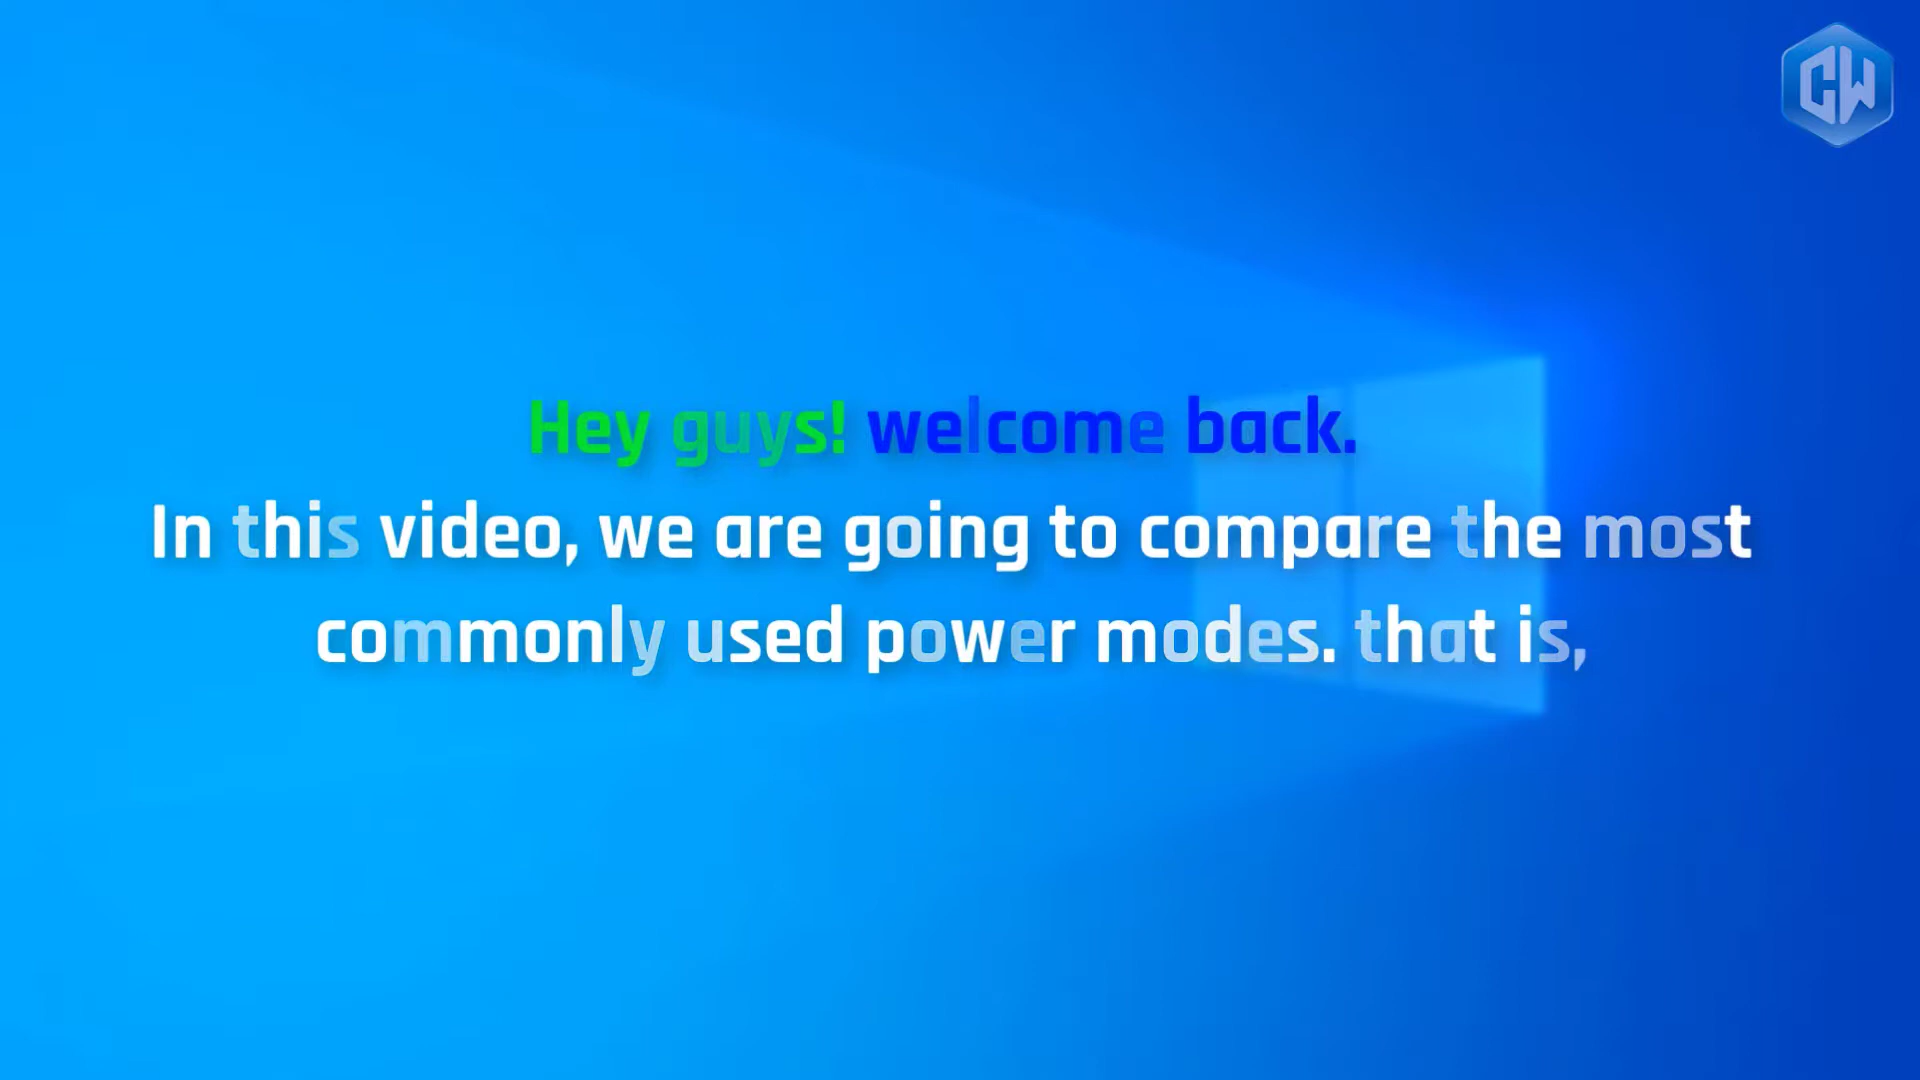 CW
Hey guys! welcome back.
In this video, we are going to compare the most
commonly used power modes. that is,